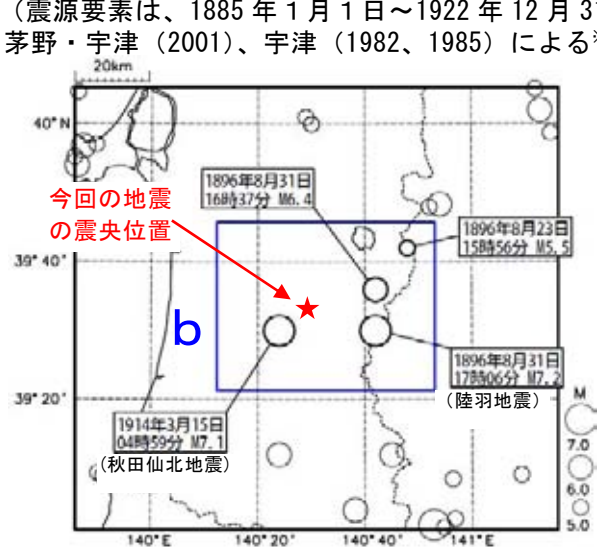 （震源要素は、1885年1月1日～1922年12月3
茅野・宇津（2001）、宇津（1982、1985）による
20km
40°N
1896年8月31日
16時37分 M6.4
今回の地震
の震央位置
1896年8月23日
15時56分 M5.5
39°40'
b
1896年8月31日
17時06分 M7.2
（陸羽地震）
39°20'
M
1914年3月15日
04時59分 M7.1
（秋田仙北地震）
7.0
6.0
5.0
140°E
140°20'
140°40'
141°E